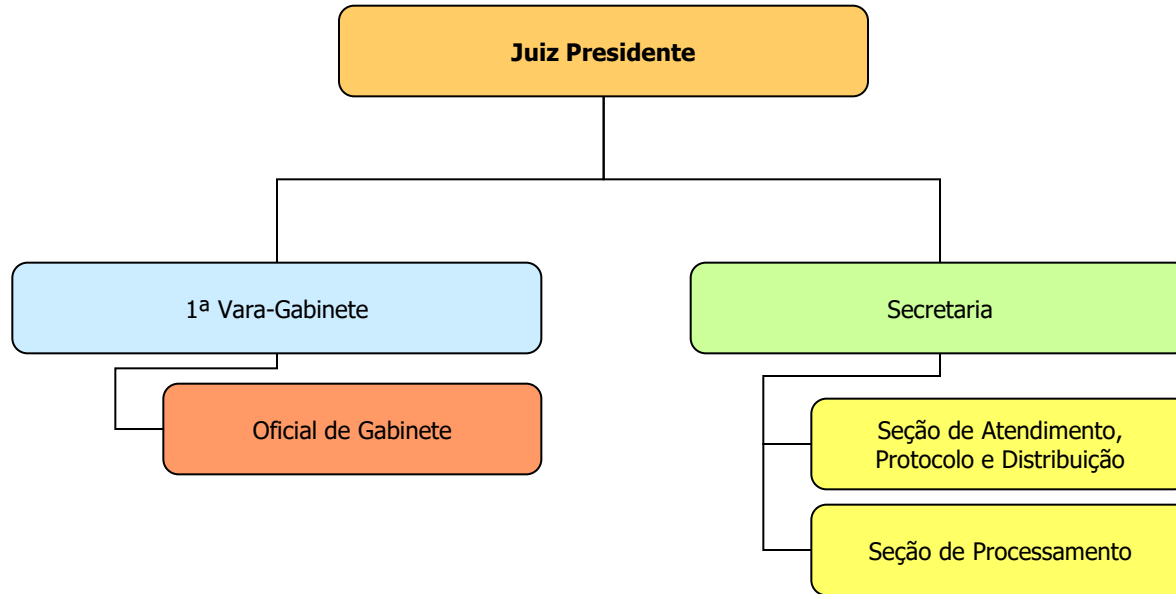 Juiz Presidente
1ª Vara-Gabinete
Oficial de Gabinete
Secretaria
Seção de Atendimento,
Protocolo e Distribuição
Seção de Processamento